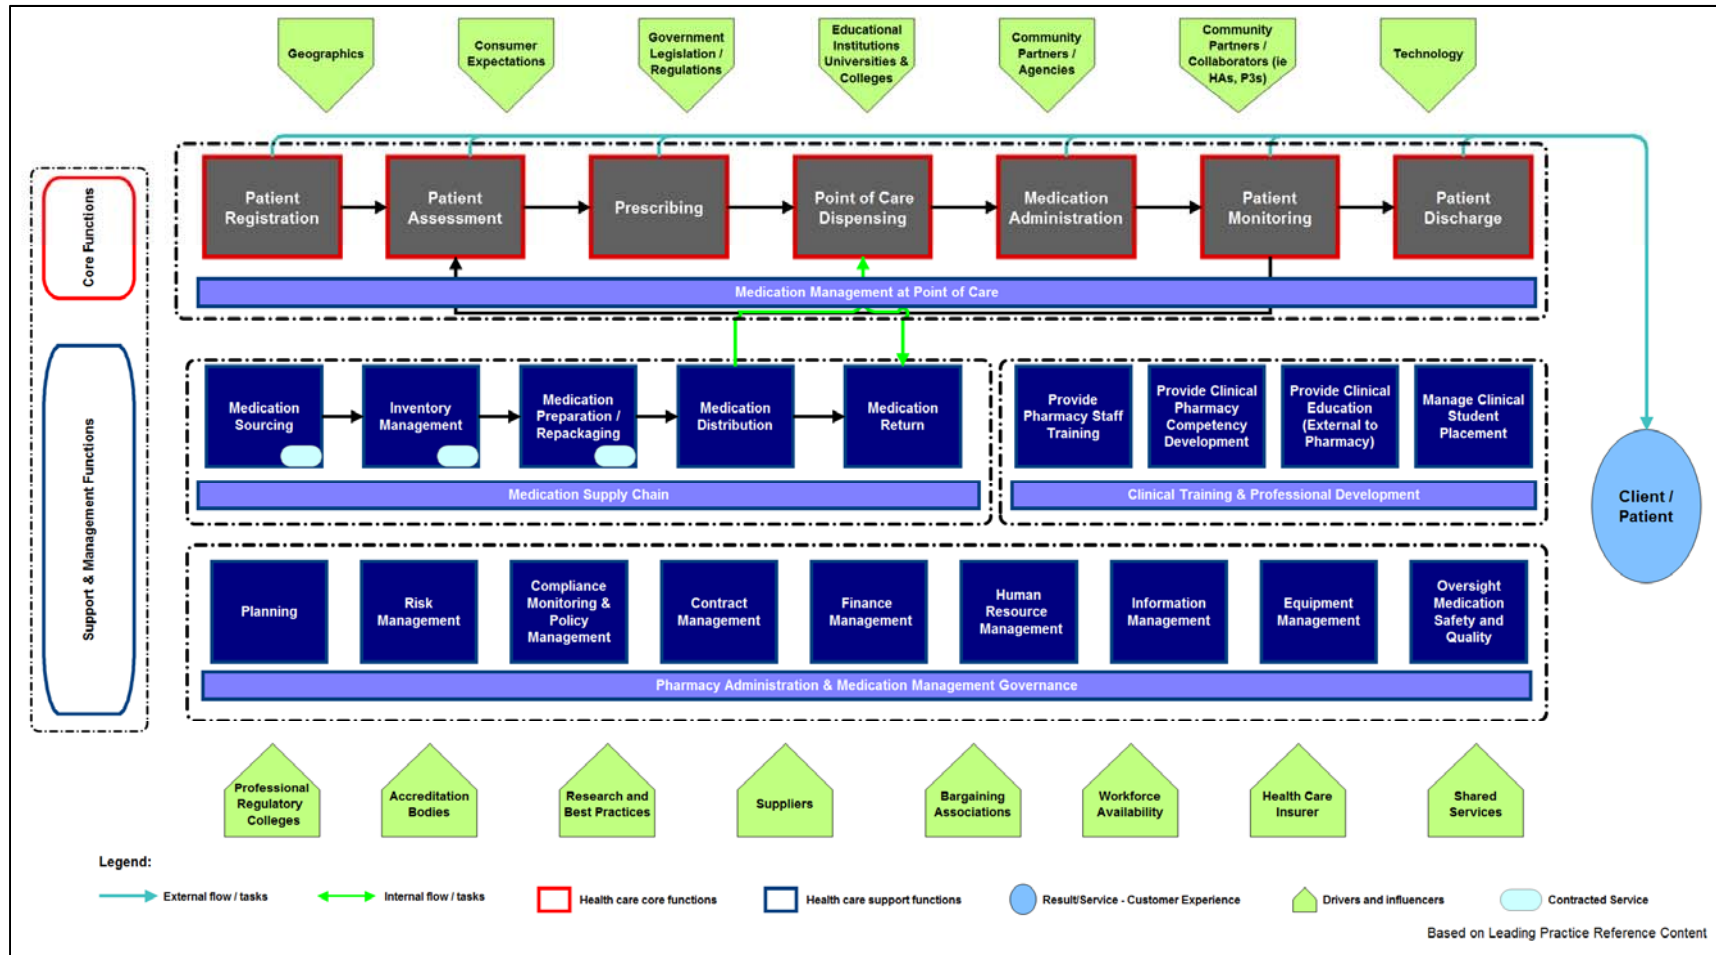 Geographics
Consumer
Expectations
Government
Legislation /
Regulations
Educational
Institutions
Universities &
Colleges
Community
Partners /
Agencies
Community
Partners /
Collaborators (ie
HAs, P3s)
Technology
Core Functions
Patient
Registration
Patient
Assessment
Prescribing
Point of Care
Dispensing
Medication
Administration
Patient
Monitoring
Patient
Discharge
Medication Management at Point of Care
Support & Management Functions
Medication
Sourcing
Inventory
Management
Medication
Preparation /
Repackaging
Medication
Distribution
Medication
Return
Medication Supply Chain
Provide
Pharmacy Staff
Training
Provide Clinical
Pharmacy
Competency
Development
Provide Clinical
Education
(External to
Pharmacy)
Manage Clinical
Student
Placement
Clinical Training & Professional Development
Client /
Patient
Planning
Risk
Management
Compliance
Monitoring &
Policy
Management
Contract
Management
Finance
Management
Human
Resource
Management
Information
Management
Equipment
Management
Oversight
Medication
Safety and
Quality
Pharmacy Administration & Medication Management Governance
Professional
Regulatory
Colleges
Accreditation
Bodies
Research and
Best Practices
Suppliers
Bargaining
Associations
Workforce
Availability
Health Care
Insurer
Shared
Services
Legend:
External flow / tasks
Internal flow / tasks
Health care core functions
Health care support functions
Result/Service - Customer Experience
Drivers and influencers
Contracted Service
Based on Leading Practice Reference Content